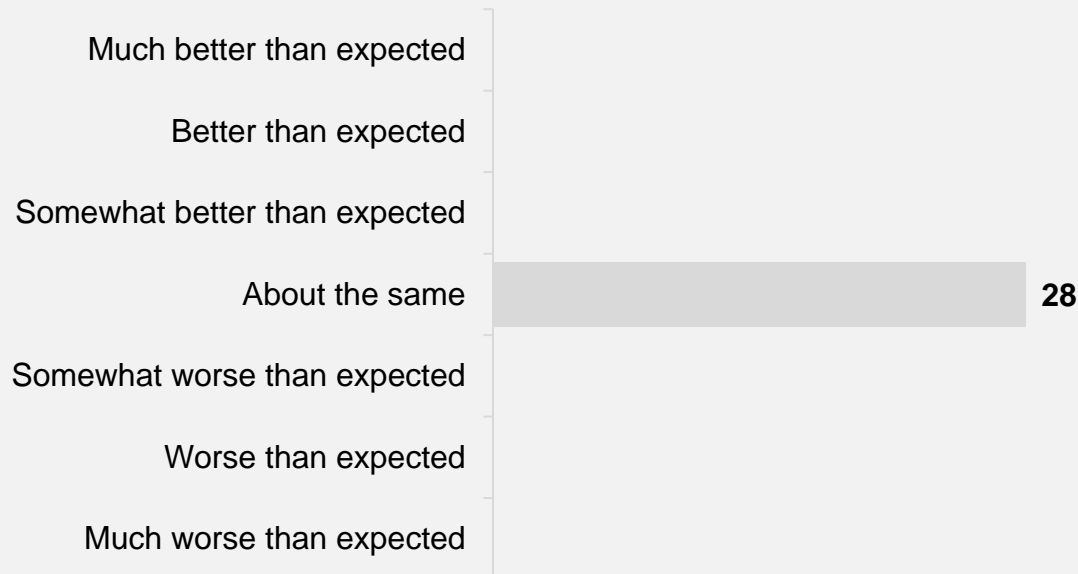 Much better than expected
Better than expected
Somewhat better than expected
About the same
28
Somewhat worse than expected
Worse than expected
Much worse than expected